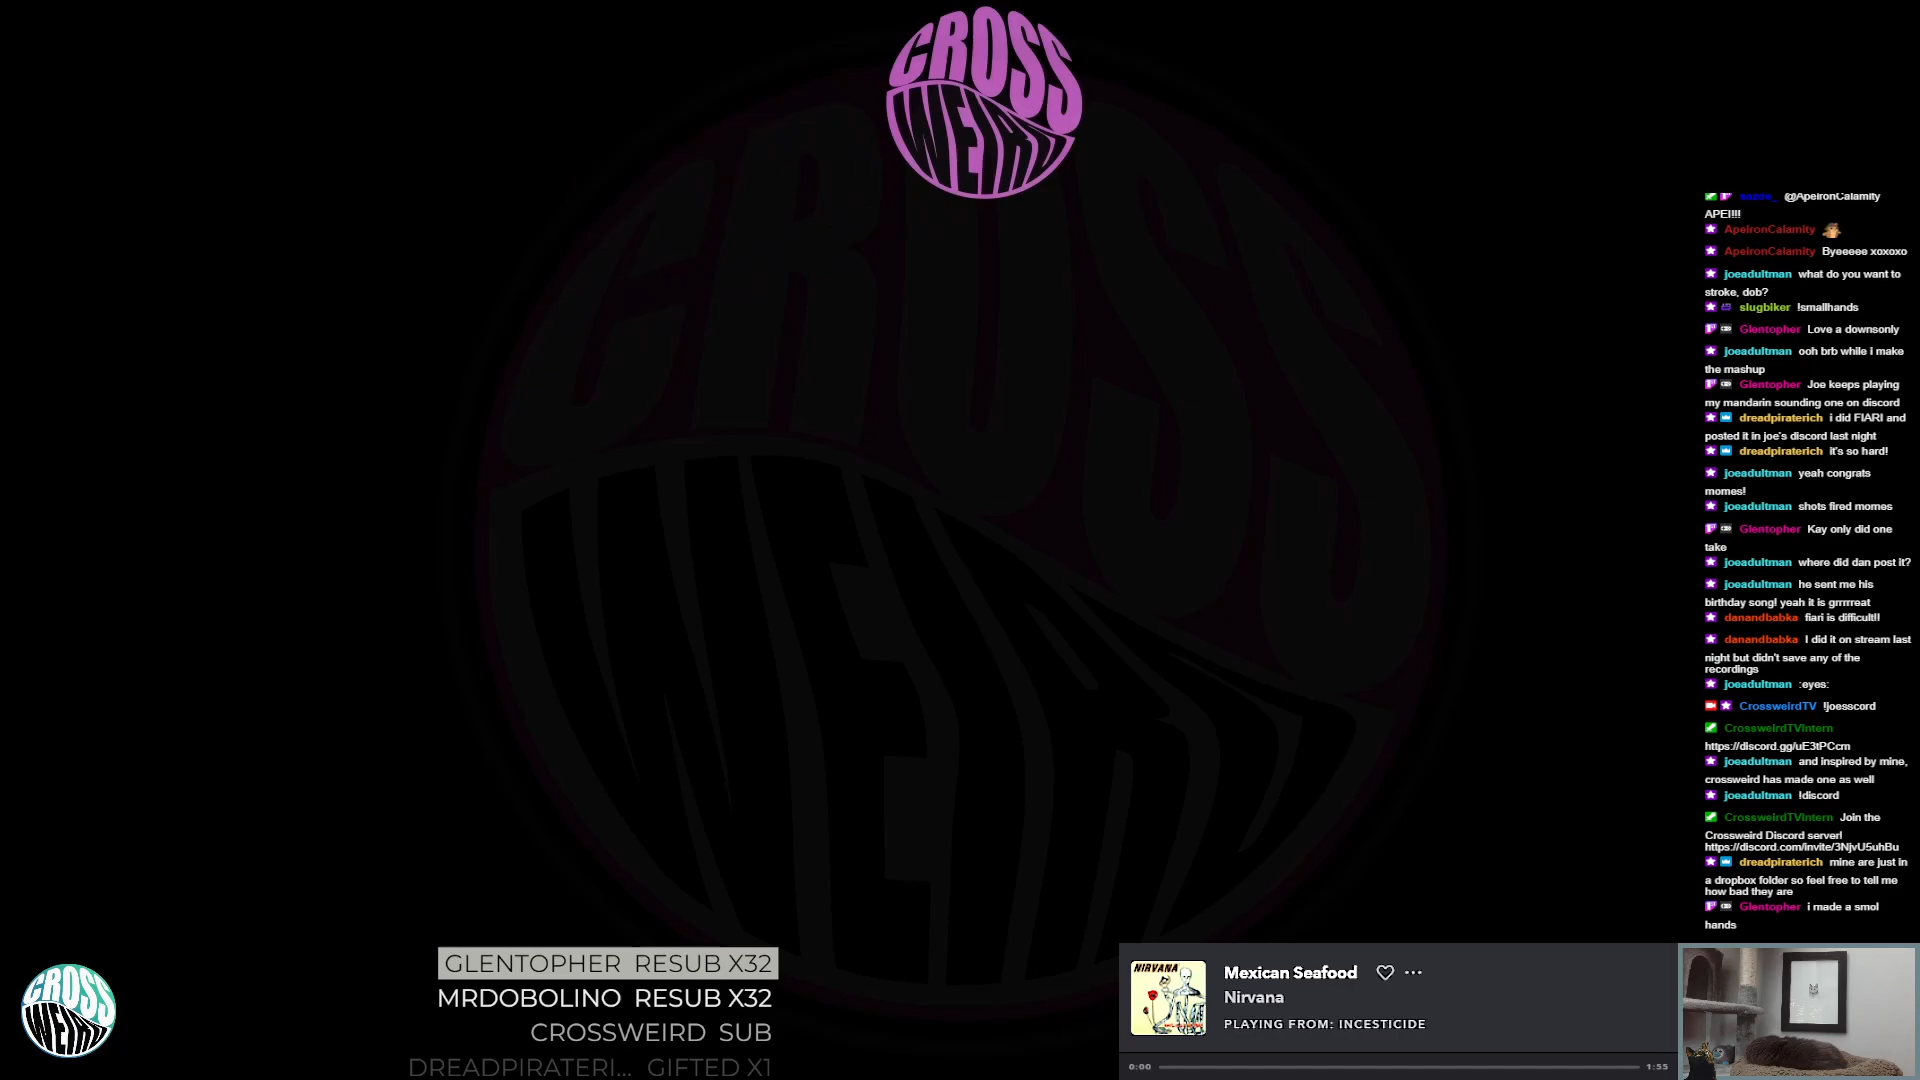 CROSS
WEIRD
CROSS
WEIRD
@ApeironCalamity
APEI!!!
ApeironCalamity
ApeironCalamity Byeeeee xoxoxo
joeadultman what do you want to
stroke, dob?
slugbiker !smallhands
Glentopher Love a downsonly
joeadultman ooh brb while i make
the mashup
Glentopher Joe keeps playing
my mandarin sounding one on discord
dreadpiraterich i did FIARI and
posted it in joe's discord last night
dreadpiraterich it's so hard!
joeadultman yeah congrats
momes!
joeadultman shots fired momes
Glentopher Kay only did one
take
joeadultman where did dan post it?
joeadultman he sent me his
birthday song! yeah it is grrrrreat
danandbabka fiari is difficult!!
danandbabka I did it on stream last
night but didn't save any of the
recordings
joeadultman :eyes:
CrossweirdTV !joesscord
CrossweirdTVIntern
https://discord.gg/uE3tPCcm
joeadultman and inspired by mine,
crossweird has made one as well
joeadultman !discord
CrossweirdTVIntern Join the
Crossweird Discord server!
https://discord.com/invite/3NjvU5uhBu
dreadpiraterich mine are just in
a dropbox folder so feel free to tell me
how bad they are
Glentopher i made a smol
hands
GLENTOPHER RESUB X32
MRDOBOLINO RESUB X32
CROSSWEIRD SUB
DREADPIRATERI... GIFTED X1
CROSS
WEIRD
NIRVANA
Mexican Seafood
Nirvana
PLAYING FROM: INCESTICIDE
0:00
1:55